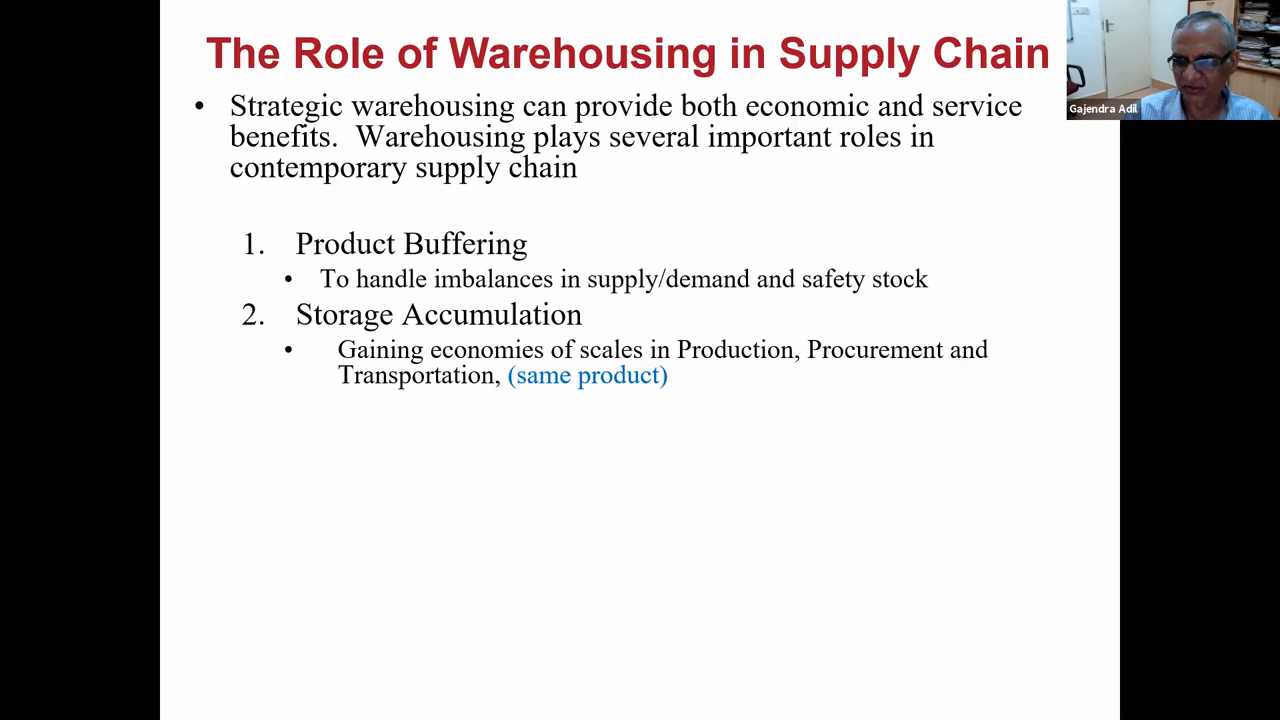 The Role of Warehousing in Supply Chain
Gajendra Adil
• Strategic warehousing can provide both economic and service
benefits. Warehousing plays several important roles in
contemporary supply chain
1. Product Buffering
• To handle imbalances in supply/demand and safety stock
2. Storage Accumulation
• Gaining economies of scales in Production, Procurement and
Transportation, (same product)